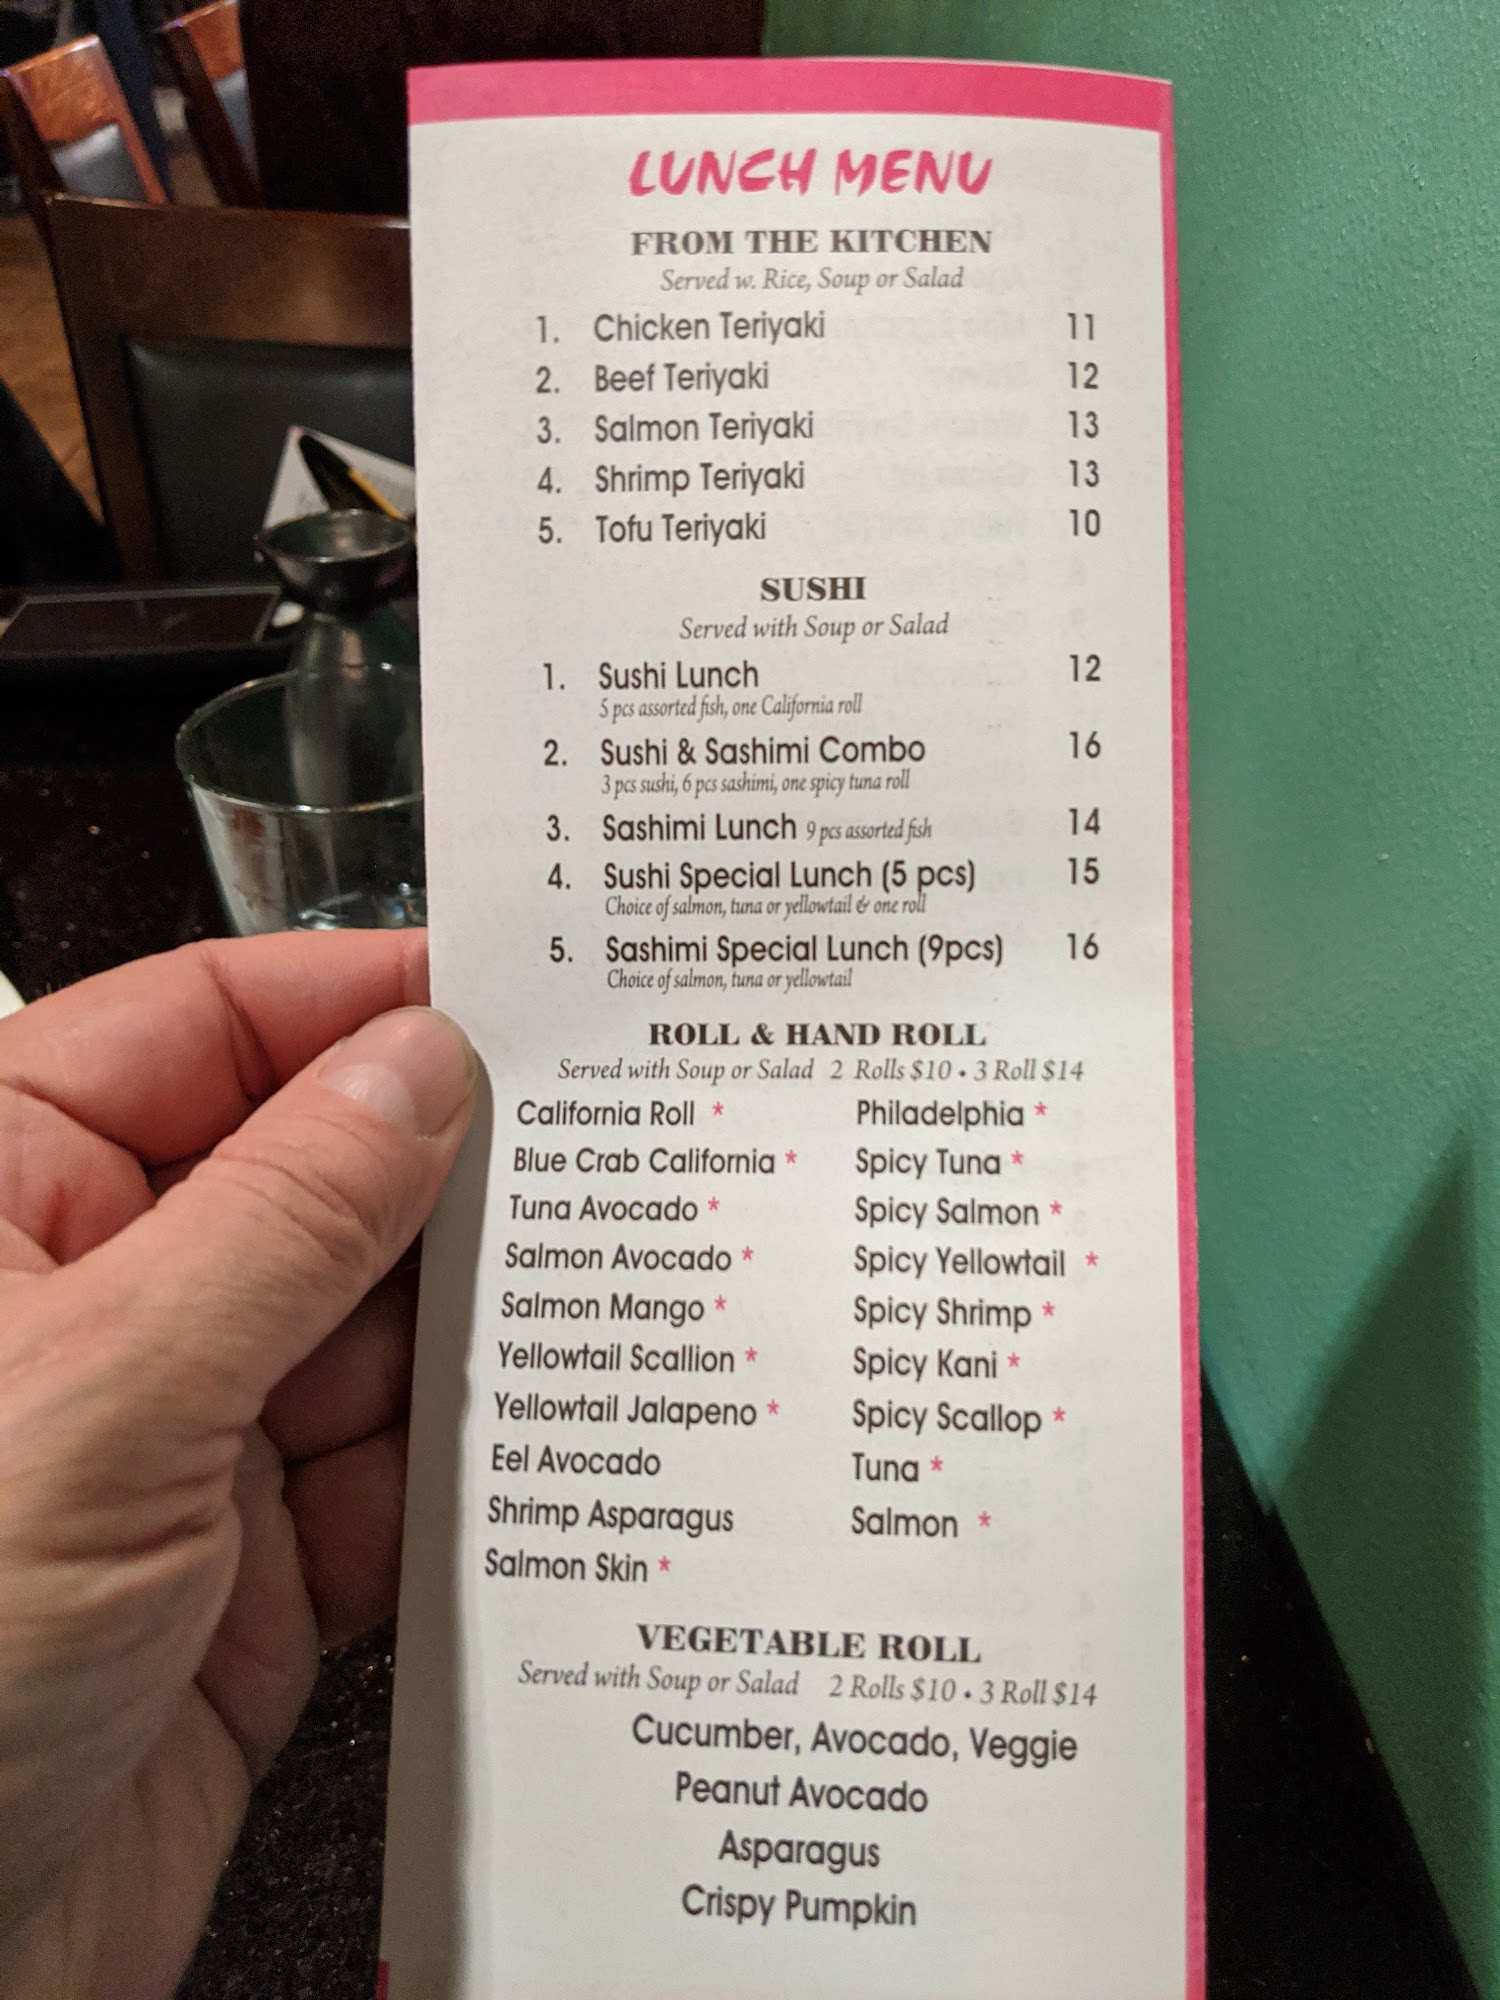 LUNCH MENU
FROM THE KITCHEN
Served w. Rice, Soup or Salad
1. Chicken Teriyaki 11
2. Beef Teriyaki 12
3. Salmon Teriyaki 13
4. Shrimp Teriyaki 13
5. Tofu Teriyaki 10
SUSHI
Served with Soup or Salad
1. Sushi Lunch 12
5 pcs assorted fish, one California roll
2. Sushi & Sashimi Combo 16
3 pcs sushi, 6 pcs sashimi, one spicy tuna roll
3. Sashimi Lunch 9 pcs assorted fish 14
4. Sushi Special Lunch (5 pcs) 15
Choice of salmon, tuna or yellowtail & one roll
5. Sashimi Special Lunch (9pcs) 16
Choice of salmon, tuna or yellowtail
ROLL & HAND ROLL
Served with Soup or Salad 2 Rolls $10 • 3 Roll $14
California Roll * Philadelphia *
Blue Crab California * Spicy Tuna *
Tuna Avocado * Spicy Salmon *
Salmon Avocado * Spicy Yellowtail *
Salmon Mango * Spicy Shrimp *
Yellowtail Scallion * Spicy Kani *
Yellowtail Jalapeno * Spicy Scallop *
Eel Avocado Tuna *
Shrimp Asparagus Salmon *
Salmon Skin *
VEGETABLE ROLL
Served with Soup or Salad 2 Rolls $10 • 3 Roll $14
Cucumber, Avocado, Veggie
Peanut Avocado
Asparagus
Crispy Pumpkin